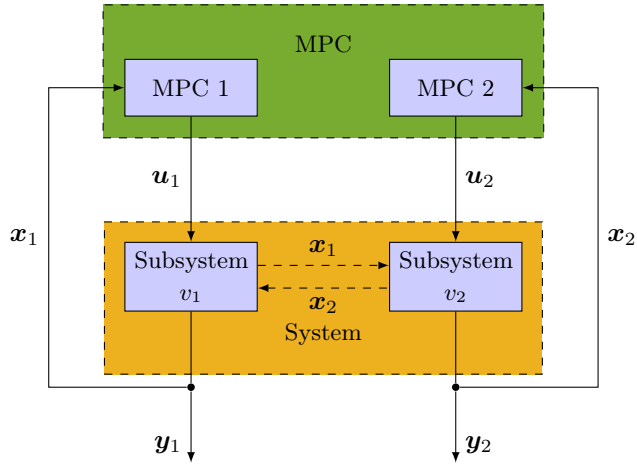 MPC
MPC 1
MPC 2
𝒖₁
𝒖₂
𝒙₁
𝒙₂
Subsystem
v₁
𝒙₁
𝒙₂
Subsystem
v₂
System
𝒚₁
𝒚₂